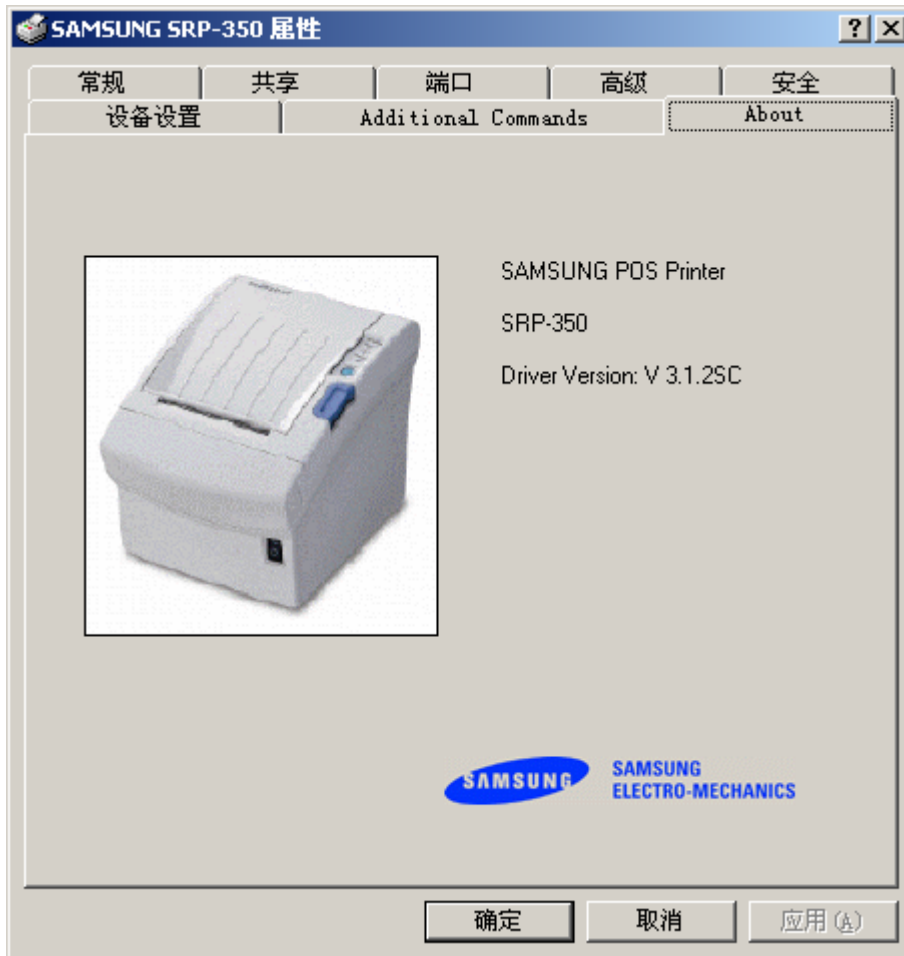 SAMSUNG SRP-350 属性
常规 共享 端口 高级 安全
设备设置 Additional Commands About
SAMSUNG POS Printer
SRP-350
Driver Version: V 3.1.2SC
SAMSUNG
SAMSUNG
ELECTRO-MECHANICS
确定 取消 应用(A)